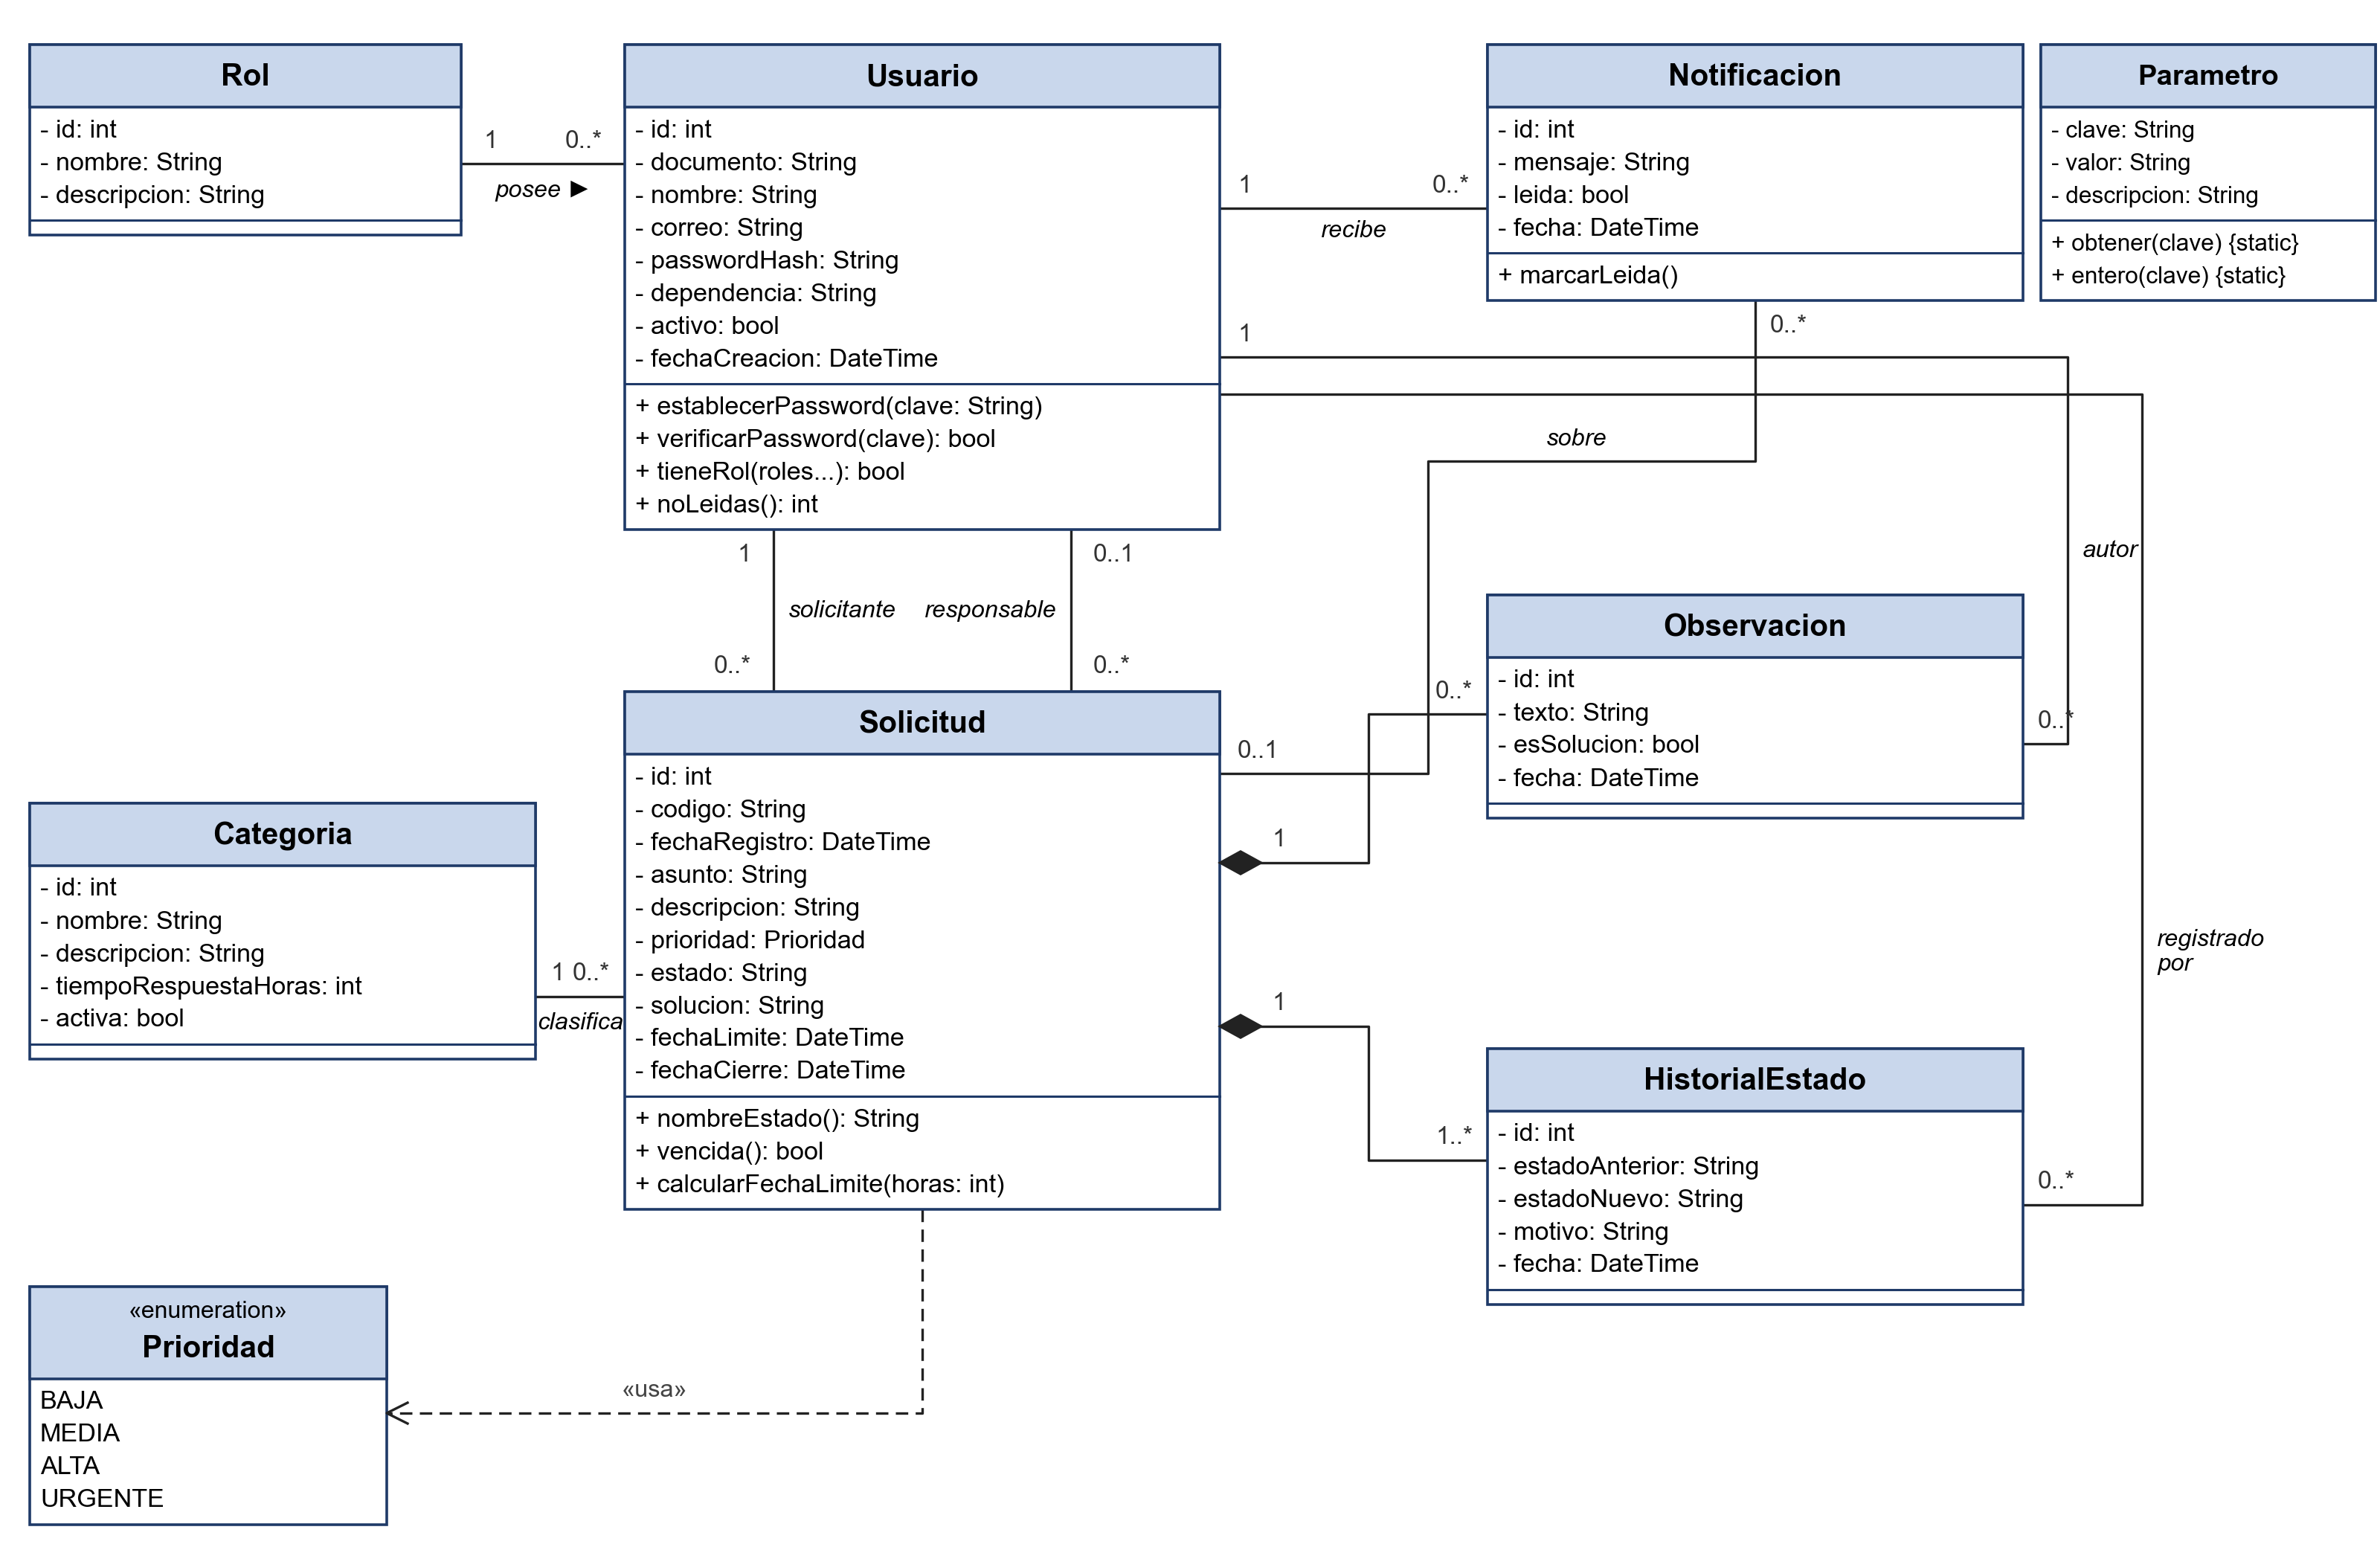 Rol
- id: int
- nombre: String
- descripcion: String
1
0..*
posee ►
Usuario
- id: int
- documento: String
- nombre: String
- correo: String
- passwordHash: String
- dependencia: String
- activo: bool
- fechaCreacion: DateTime
+ establecerPassword(clave: String)
+ verificarPassword(clave): bool
+ tieneRol(roles...): bool
+ noLeidas(): int
1
0..*
recibe
Notificacion
- id: int
- mensaje: String
- leida: bool
- fecha: DateTime
+ marcarLeida()
Parametro
- clave: String
- valor: String
- descripcion: String
+ obtener(clave) {static}
+ entero(clave) {static}
1
0..*
sobre
autor
1
0..1
solicitante
responsable
0..*
0..*
Solicitud
- id: int
- codigo: String
- fechaRegistro: DateTime
- asunto: String
- descripcion: String
- prioridad: Prioridad
- estado: String
- solucion: String
- fechaLimite: DateTime
- fechaCierre: DateTime
+ nombreEstado(): String
+ vencida(): bool
+ calcularFechaLimite(horas: int)
0..1
0..*
1
Observacion
- id: int
- texto: String
- esSolucion: bool
- fecha: DateTime
0..*
Categoria
- id: int
- nombre: String
- descripcion: String
- tiempoRespuestaHoras: int
- activa: bool
1 0..*
clasifica
registrado
por
1
1..*
HistorialEstado
- id: int
- estadoAnterior: String
- estadoNuevo: String
- motivo: String
- fecha: DateTime
0..*
«enumeration»
Prioridad
BAJA
MEDIA
ALTA
URGENTE
«usa»